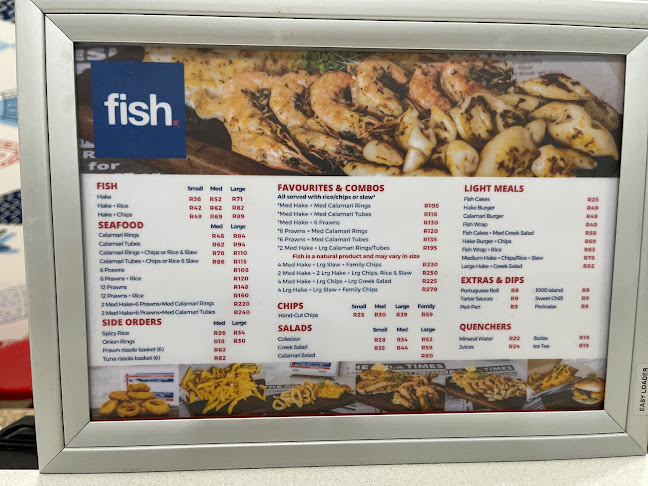 fish.
FISH Small Med Large
Hake R36 R52 R71
Hake + Rice R42 R62 R82
Hake + Chips R49 R69 R89
SEAFOOD Med Large
Calamari Rings R48 R84
Calamari Tubes R62 R94
Calamari Rings + Chips or Rice & Slaw R78 R110
Calamari Tubes + Chips or Rice & Slaw R86 R115
6 Prawns R108
6 Prawns + Rice R120
12 Prawns R148
12 Prawns + Rice R160
2 Med Hake+6 Prawns+Med Calamari Rings R220
2 Med Hake+6 Prawns+Med Calamari Tubes R240
SIDE ORDERS Med Large
Spicy Rice R26 R34
Onion Rings R18 R30
Prawn rissole basket (6) R62
Tuna rissole basket (6) R62
FAVOURITES & COMBOS
All served with rice/chips or slaw*
*Med Hake + Med Calamari Rings R105
*Med Hake + Med Calamari Tubes R118
*Med Hake + 6 Prawns R130
*6 Prawns + Med Calamari Rings R120
*6 Prawns + Med Calamari Tubes R135
*2 Med Hake + Lrg Calamari Rings/Tubes R195
Fish is a natural product and may vary in size
4 Med Hake + Lrg Slaw + Family Chips R230
2 Med Hake + 2 Lrg Hake + Lrg Chips, Rice & Slaw R250
4 Med Hake + Lrg Chips + Lrg Greek Salad R225
4 Lrg Hake + Lrg Slaw + Family Chips R270
CHIPS Small Med Large Family
Hand-Cut Chips R25 R30 R39 R59
SALADS Small Med Large
Coleslaw R28 R34 R52
Greek Salad R35 R44 R59
Calamari Salad R89
LIGHT MEALS
Fish Cakes R25
Hake Burger R49
Calamari Burger R49
Fish Wrap R49
Fish Cakes + Med Greek Salad R58
Hake Burger + Chips R69
Fish Wrap + Rice R63
Medium Hake + Chips/Rice + Slaw R78
Large Hake + Greek Salad R82
EXTRAS & DIPS
Portuguese Roll R8 1000 Island R9
Tartar Sauces R9 Sweet Chilli R9
Peri-Peri R9 Perinaise R9
QUENCHERS
Mineral Water R22 Sodas R19
Juices R24 Ice Tea R19
TIMES
EASY LOADER